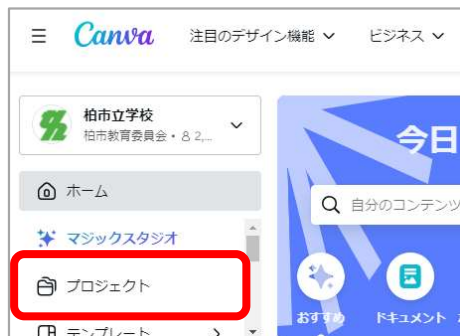 Canva 注目のデザイン機能 ビジネス
柏市立学校
柏市教育委員会・8 2,...
ホーム
今日
自分のコンテンツ
マジックスタジオ
プロジェクト
おすすめ ドキュメント
テンプレート